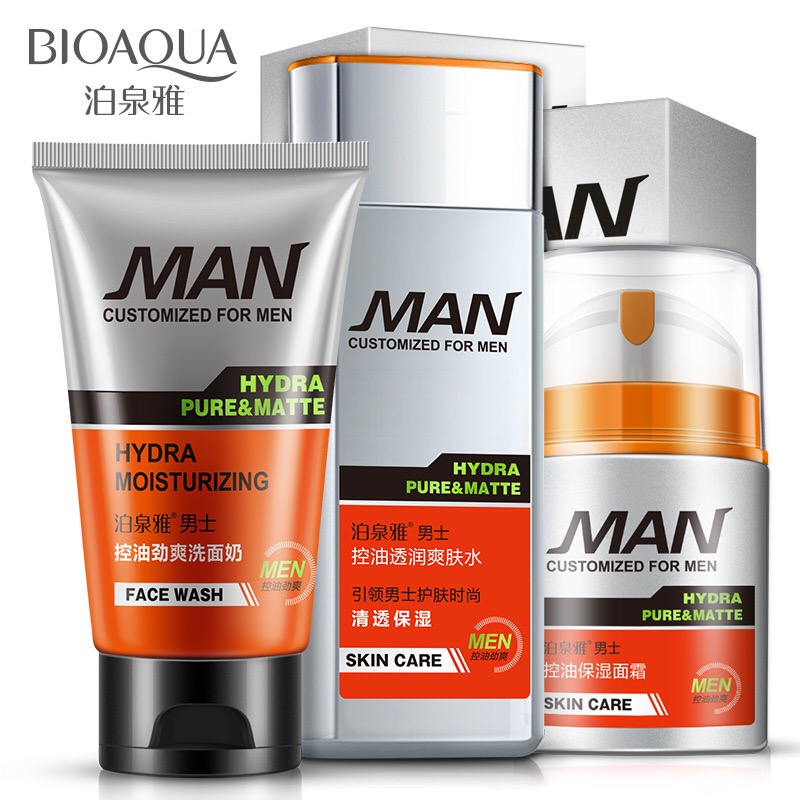 BIOAQUA
泊泉雅
MAN
CUSTOMIZED FOR MEN
HYDRA
PURE&MATTE
HYDRA
MOISTURIZING
泊泉雅®男士
控油劲爽洗面奶
MEN
控油劲爽
FACE WASH
MAN
CUSTOMIZED FOR MEN
HYDRA
PURE&MATTE
泊泉雅®男士
控油透润爽肤水
引领男士护肤时尚
清透保湿
MEN
控油劲爽
SKIN CARE
AN
MAN
CUSTOMIZED FOR MEN
HYDRA
PURE&MATTE
泊泉雅®男士
控油保湿面霜
MEN
控油劲爽
SKIN CARE